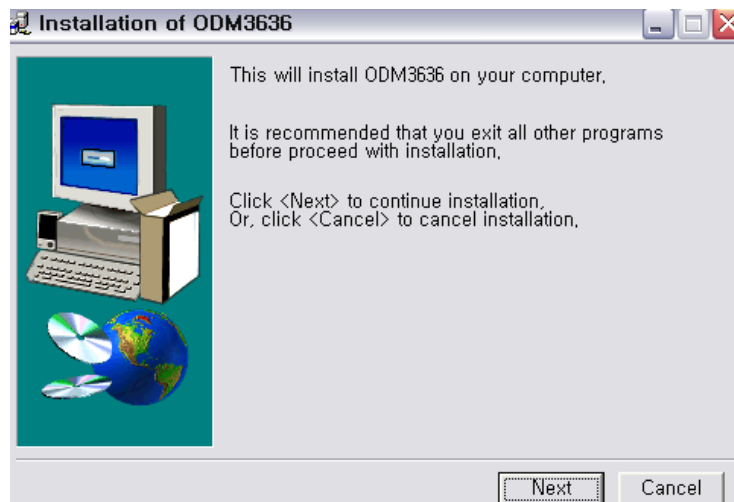 Installation of ODM3636
This will install ODM3636 on your computer,
It is recommended that you exit all other programs
before proceed with installation,
Click <Next> to continue installation,
Or, click <Cancel> to cancel installation,
Next
Cancel